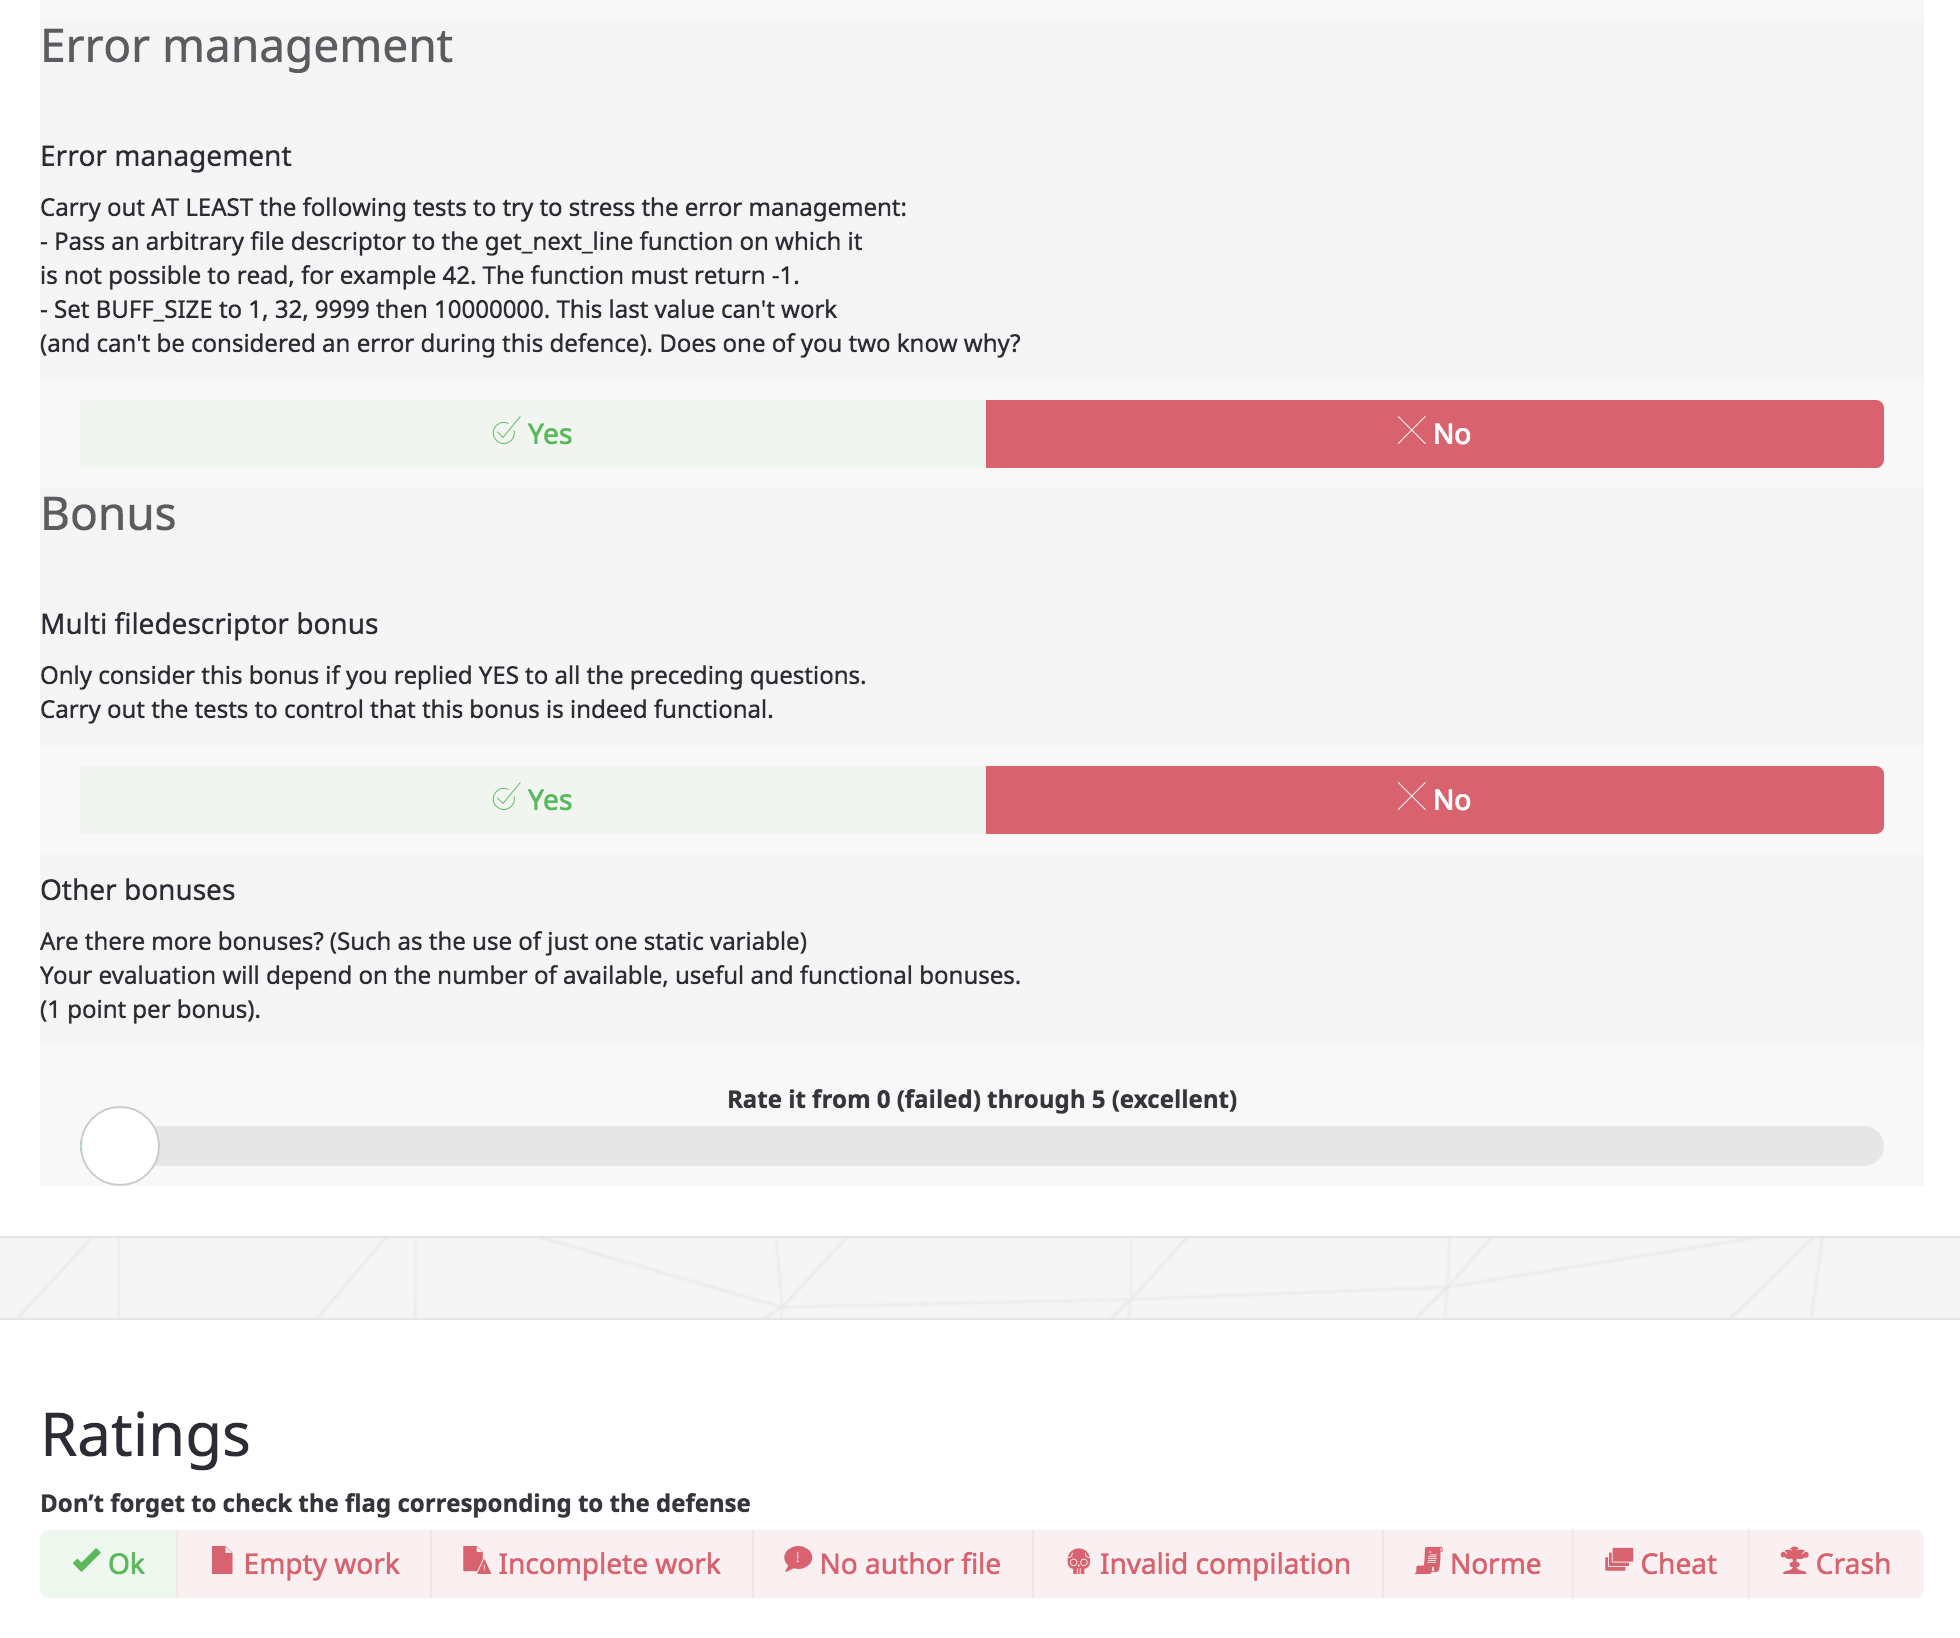 Error management
Error management
Carry out AT LEAST the following tests to try to stress the error management:
- Pass an arbitrary file descriptor to the get_next_line function on which it
is not possible to read, for example 42. The function must return -1.
- Set BUFF_SIZE to 1, 32, 9999 then 10000000. This last value can't work
(and can't be considered an error during this defence). Does one of you two know why?
Yes
No
Bonus
Multi filedescriptor bonus
Only consider this bonus if you replied YES to all the preceding questions.
Carry out the tests to control that this bonus is indeed functional.
Yes
No
Other bonuses
Are there more bonuses? (Such as the use of just one static variable)
Your evaluation will depend on the number of available, useful and functional bonuses.
(1 point per bonus).
Rate it from 0 (failed) through 5 (excellent)
Ratings
Don’t forget to check the flag corresponding to the defense
Ok
Empty work
Incomplete work
No author file
Invalid compilation
Norme
Cheat
Crash